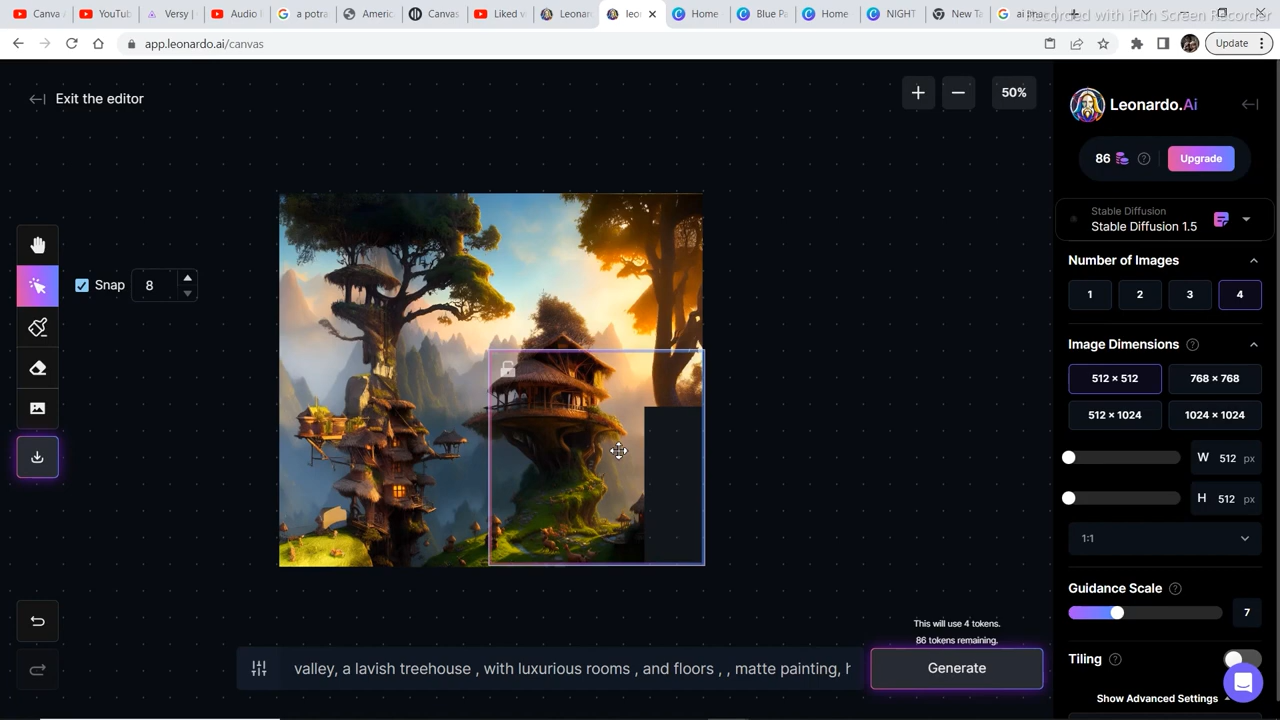 Canva
YouTub
Versy |
Audio
a potra
Americ
Canvas
Liked v
Leonar
leo
Home
Blue Pa
Home
NIGHT
New Ta
Recorded with iFun Screen Recorder
app.leonardo.ai/canvas
Update
Exit the editor
50%
Leonardo.Ai
86
Upgrade
Stable Diffusion
Stable Diffusion 1.5
Snap
8
Number of Images
1
2
3
4
Image Dimensions
512 × 512
768 × 768
512 × 1024
1024 × 1024
W 512 px
H 512 px
1:1
Guidance Scale
7
This will use 4 tokens.
86 tokens remaining.
valley, a lavish treehouse , with luxurious rooms , and floors , , matte painting, h
Generate
Tiling
Show Advanced Settings